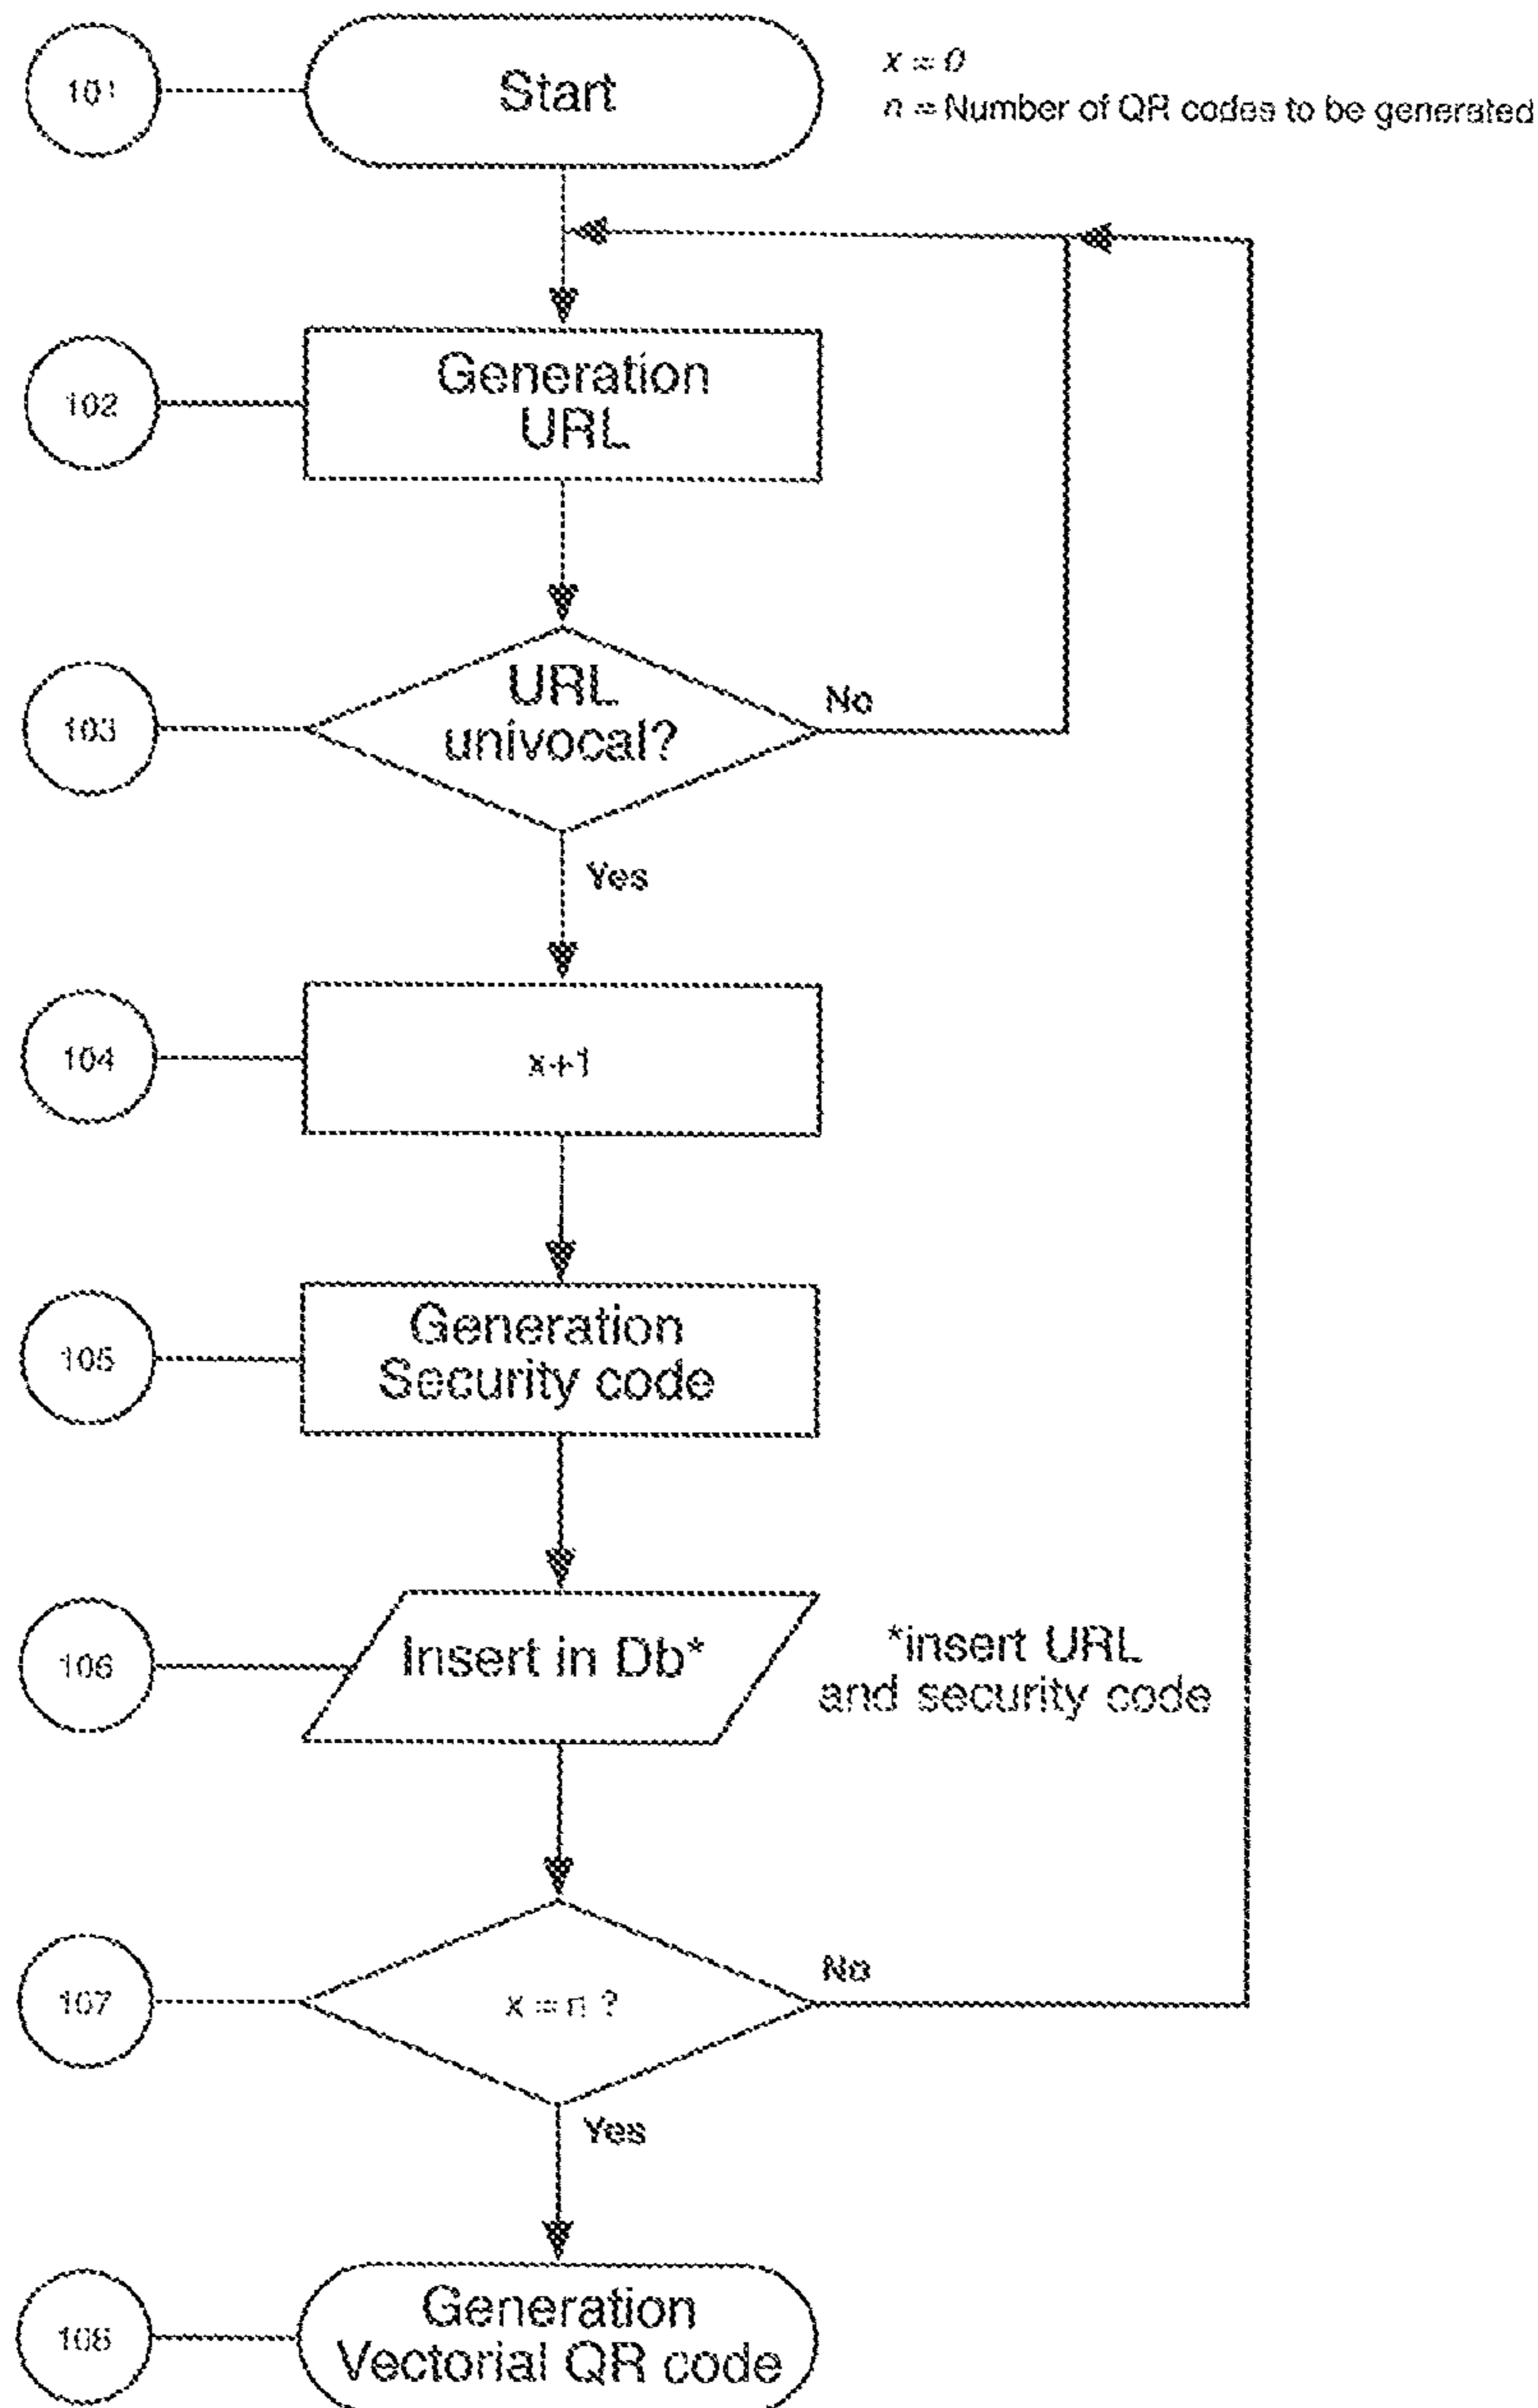 101
Start
x = 0
n = Number of QR codes to be generated
102
Generation
URL
103
URL
univocal?
No
Yes
104
x+1
105
Generation
Security code
106
Insert in Db*
*insert URL
and security code
107
x = n ?
No
Yes
108
Generation
Vectorial QR code